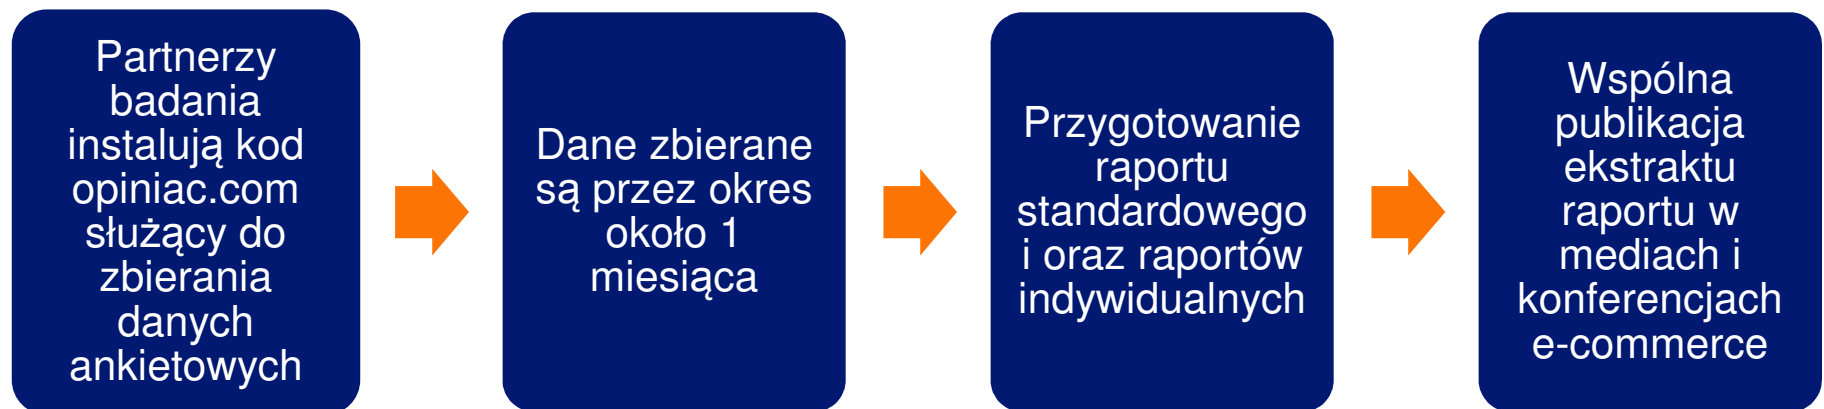 Partnerzy
badania
instalują kod
opiniac.com
służący do
zbierania
danych
ankietowych
Dane zbierane
są przez okres
około 1
miesiąca
Przygotowanie
raportu
standardowego
i oraz raportów
indywidualnych
Wspólna
publikacja
ekstraktu
raportu w
mediach i
konferencjach
e-commerce